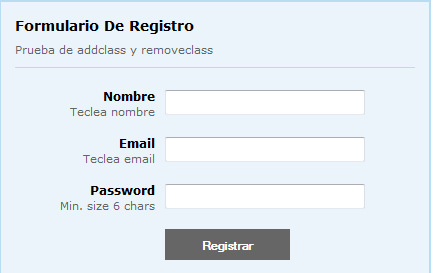 Formulario De Registro
Prueba de addclass y removeclass
Nombre
Teclea nombre
Email
Teclea email
Password
Min. size 6 chars
Registrar